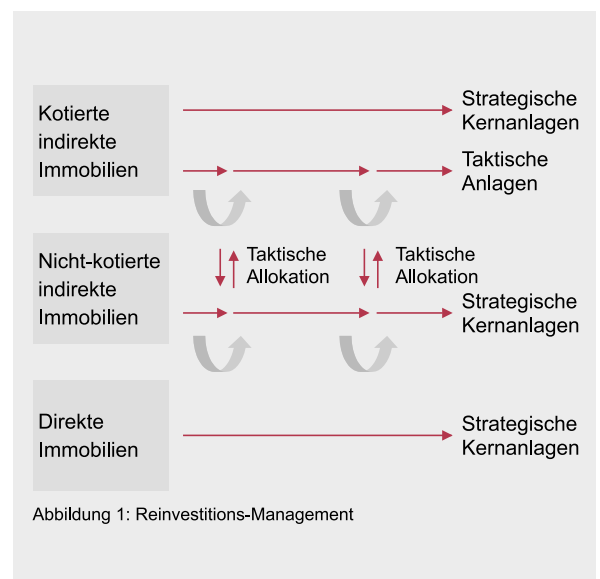 Kotierte
indirekte
Immobilien
Strategische
Kernanlagen
Taktische
Anlagen
Nicht-kotierte
indirekte
Immobilien
Taktische
Allokation
Taktische
Allokation
Strategische
Kernanlagen
Direkte
Immobilien
Strategische
Kernanlagen
Abbildung 1: Reinvestitions-Management